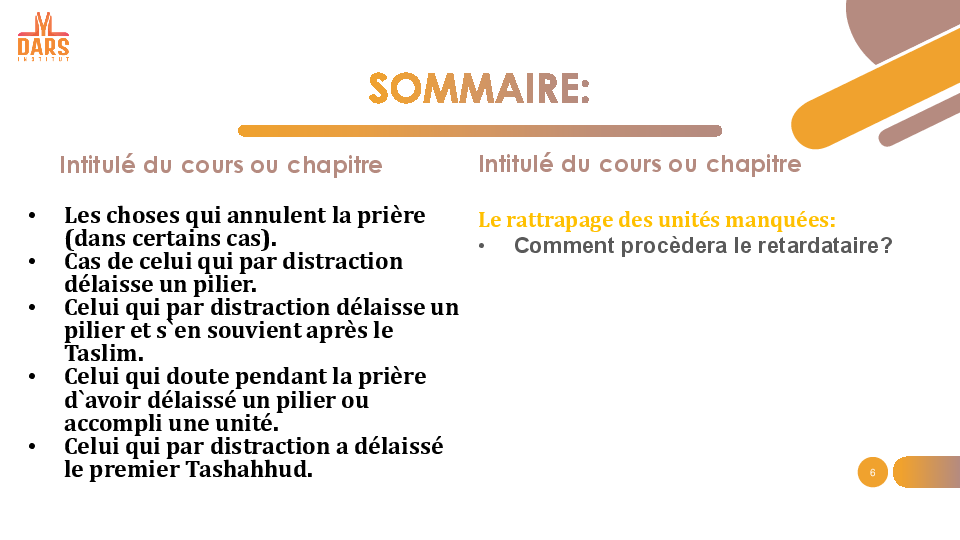 DARS
INSTITUT
SOMMAIRE:
Intitulé du cours ou chapitre
• Les choses qui annulent la prière
(dans certains cas).
• Cas de celui qui par distraction
délaisse un pilier.
• Celui qui par distraction délaisse un
pilier et s`en souvient après le
Taslim.
• Celui qui doute pendant la prière
d`avoir délaissé un pilier ou
accompli une unité.
• Celui qui par distraction a délaissé
le premier Tashahhud.
Intitulé du cours ou chapitre
Le rattrapage des unités manquées:
• Comment procèdera le retardataire?
6